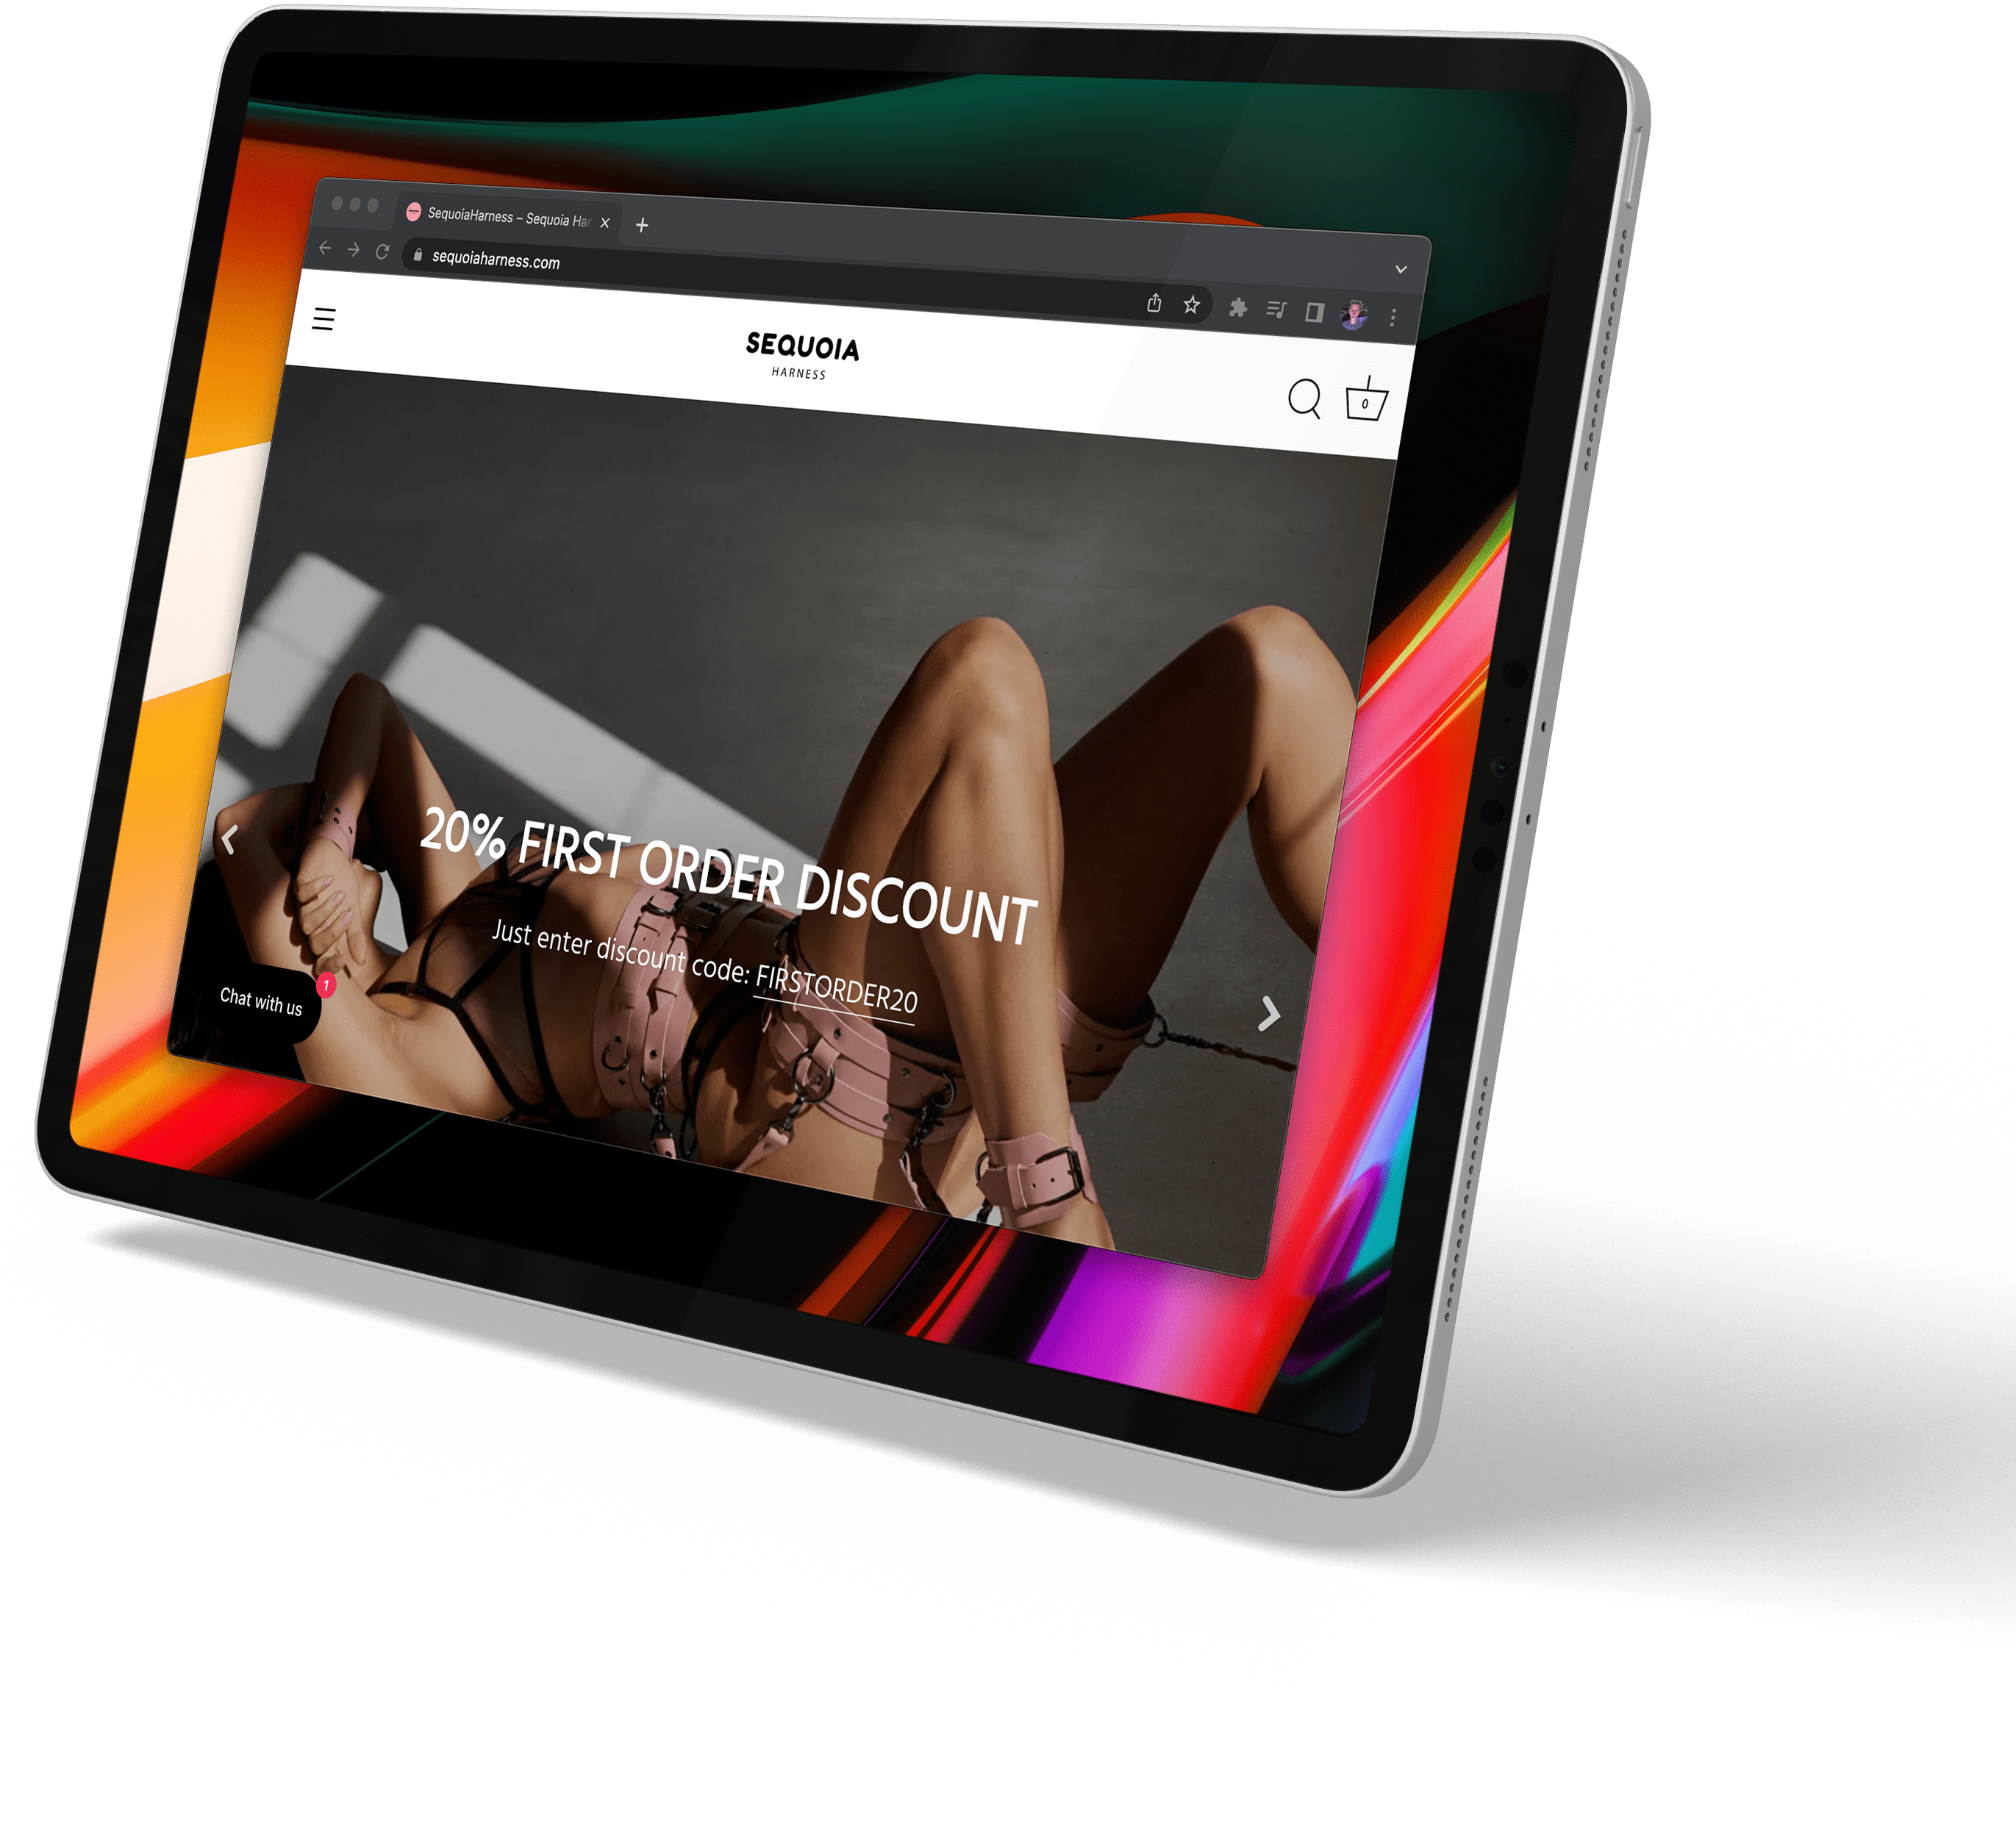 SequoiaHarness – Sequoia Har
sequoiaharness.com
SEQUOIA
HARNESS
0
20% FIRST ORDER DISCOUNT
Just enter discount code: FIRSTORDER20
Chat with us
1